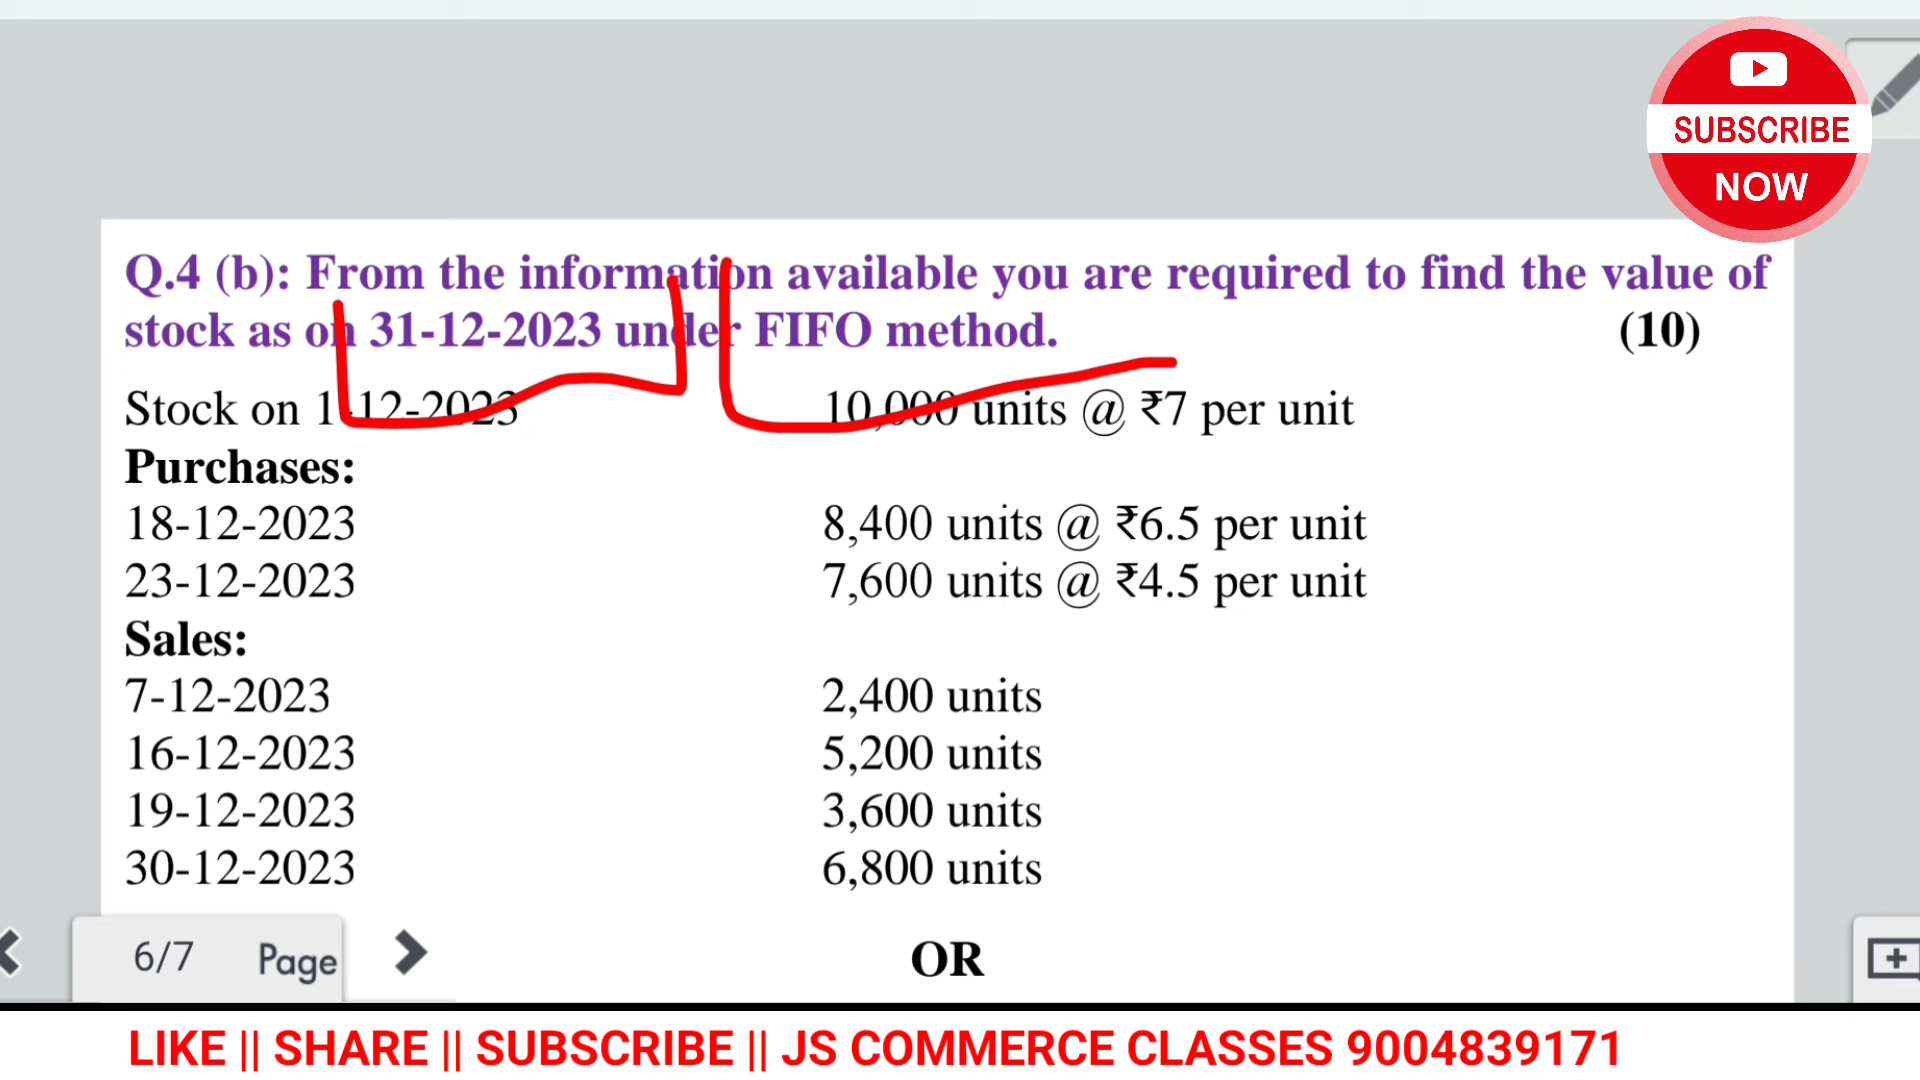 SUBSCRIBE
NOW
Q.4 (b): From the information available you are required to find the value of
stock as on 31-12-2023 under FIFO method. (10)
Stock on 1-12-2023 10,000 units @ ₹7 per unit
Purchases:
18-12-2023 8,400 units @ ₹6.5 per unit
23-12-2023 7,600 units @ ₹4.5 per unit
Sales:
7-12-2023 2,400 units
16-12-2023 5,200 units
19-12-2023 3,600 units
30-12-2023 6,800 units
6/7 Page
OR
LIKE || SHARE || SUBSCRIBE || JS COMMERCE CLASSES 9004839171